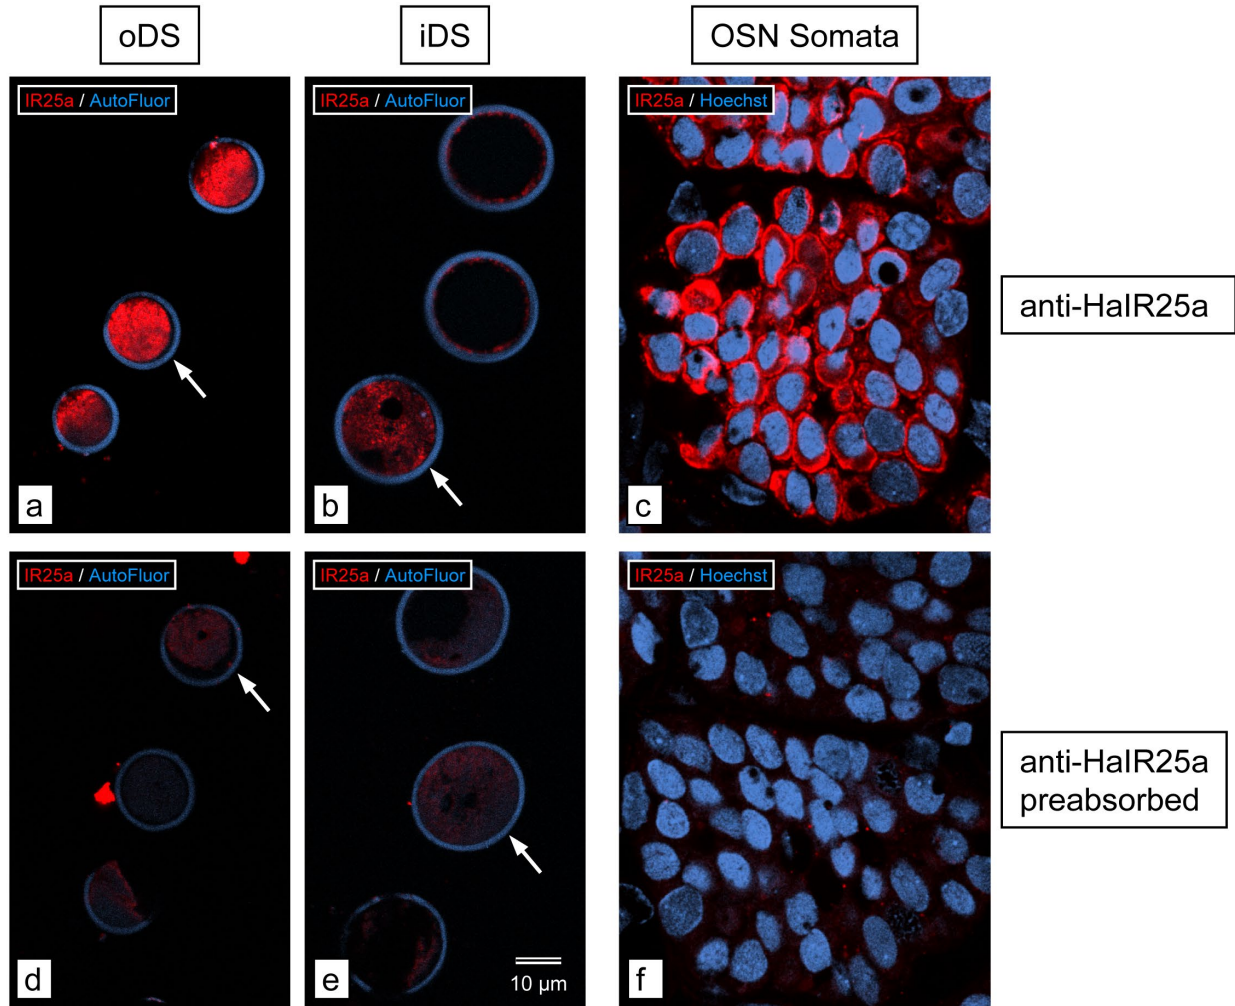 oDS
iDS
OSN Somata
IR25a / AutoFluor
IR25a / AutoFluor
IR25a / Hoechst
anti-HaIR25a
a
b
c
IR25a / AutoFluor
IR25a / AutoFluor
IR25a / Hoechst
anti-HaIR25a
preabsorbed
10 µm
d
e
f